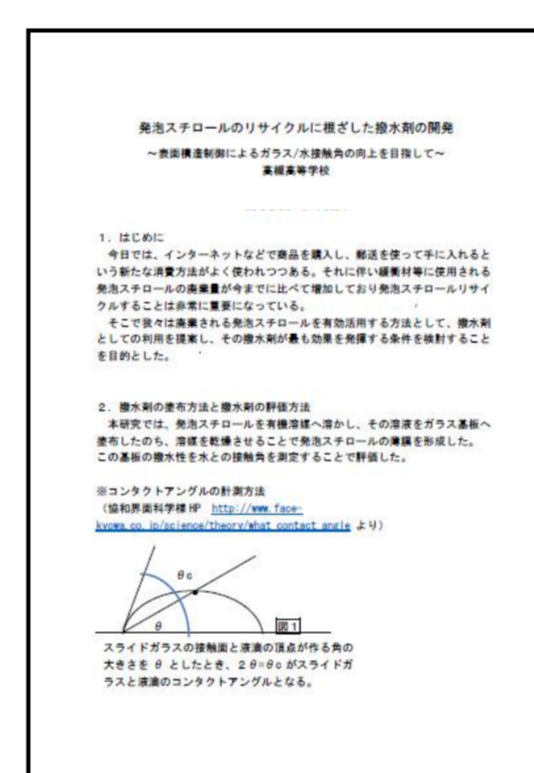 発泡スチロールのリサイクルに根ざした撥水剤の開発
～表面構造制御によるガラス/水接触角の向上を目指して～
高槻高等学校
1．はじめに
今日では、インターネットなどで商品を購入し、郵送を使って手に入れると
いう新たな消費方法がよく使われつつある。それに伴い緩衝材等に使用される
発泡スチロールの廃棄量が今までに比べて増加しており発泡スチロールリサイ
クルすることは非常に重要になっている。
そこで我々は廃棄される発泡スチロールを有効活用する方法として、撥水剤
としての利用を提案し、その撥水剤が最も効果を発揮する条件を検討すること
を目的とした。
2．撥水剤の塗布方法と撥水剤の評価方法
本研究では、発泡スチロールを有機溶媒へ溶かし、その溶液をガラス基板へ
塗布したのち、溶媒を乾燥させることで発泡スチロールの薄膜を形成した。
この基板の撥水性を水との接触角を測定することで評価した。
※コンタクトアングルの計測方法
（協和界面科学様 HP http://www.face-
kyowa.co.jp/science/theory/what_contact_angle より）
θc
θ
図1
スライドガラスの接触面と液滴の頂点が作る角の
大きさを θ としたとき、2θ=θc がスライドガ
ラスと液滴のコンタクトアングルとなる。